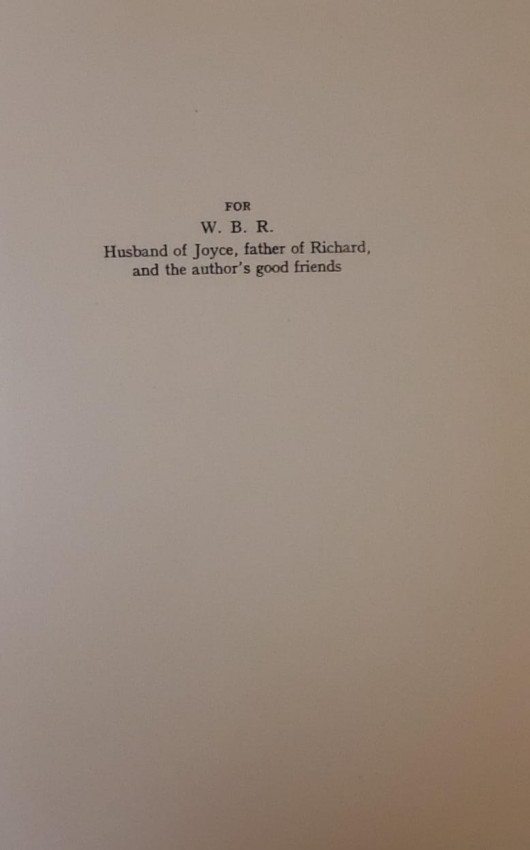 FOR
W. B. R.
Husband of Joyce, father of Richard,
and the author's good friends